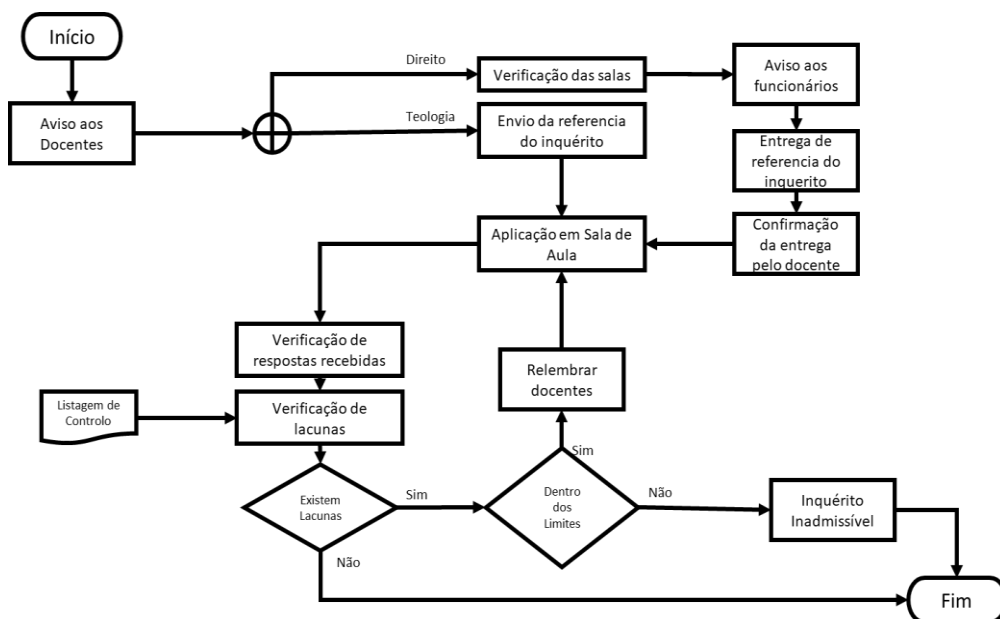 Início
Aviso aos
Docentes
Direito
Teologia
Verificação das salas
Envio da referencia
do inquérito
Aviso aos
funcionários
Entrega de
referencia do
inquerito
Confirmação
da entrega
pelo docente
Aplicação em Sala de
Aula
Verificação de
respostas recebidas
Listagem de
Controlo
Verificação de
lacunas
Existem
Lacunas
Sim
Não
Relembrar
docentes
Sim
Dentro
dos
Limites
Não
Inquérito
Inadmissível
Fim